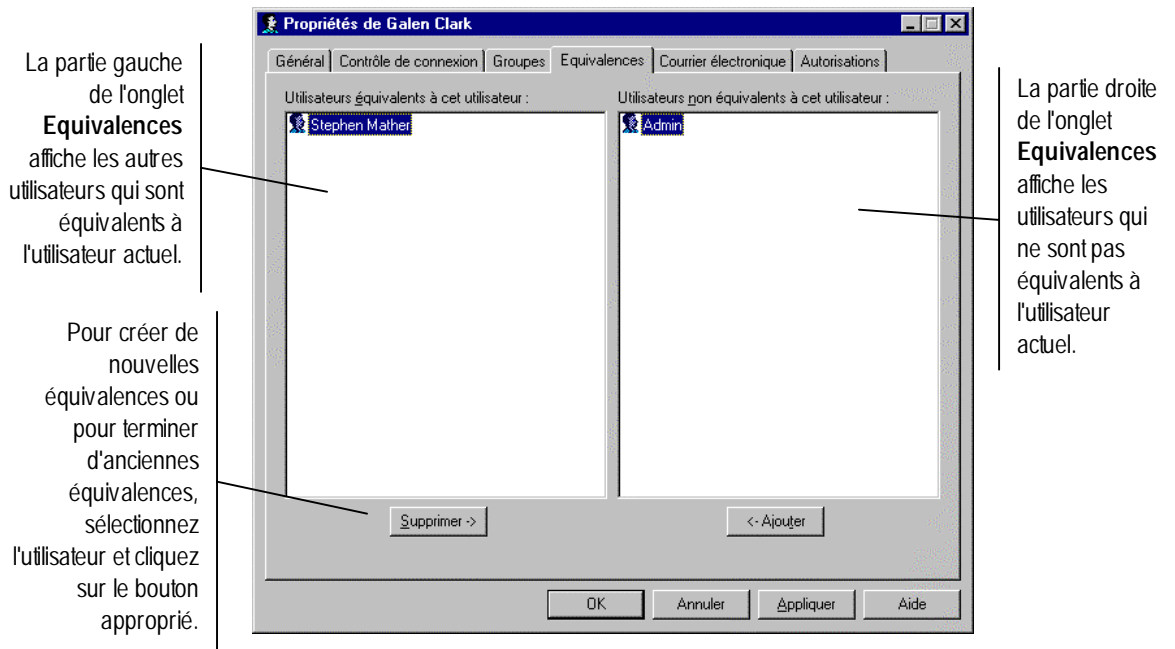 La partie gauche
de l'onglet
Equivalences
affiche les autres
utilisateurs qui sont
équivalents à
l'utilisateur actuel.
Pour créer de
nouvelles
équivalences ou
pour terminer
d'anciennes
équivalences,
sélectionnez
l'utilisateur et cliquez
sur le bouton
approprié.
Propriétés de Galen Clark
Général Contrôle de connexion Groupes Equivalences Courrier électronique Autorisations
Utilisateurs équivalents à cet utilisateur : Utilisateurs non équivalents à cet utilisateur :
Stephen Mather Admin
Supprimer -> <- Ajouter
OK Annuler Appliquer Aide
La partie droite
de l'onglet
Equivalences
affiche les
utilisateurs qui
ne sont pas
équivalents à
l'utilisateur
actuel.